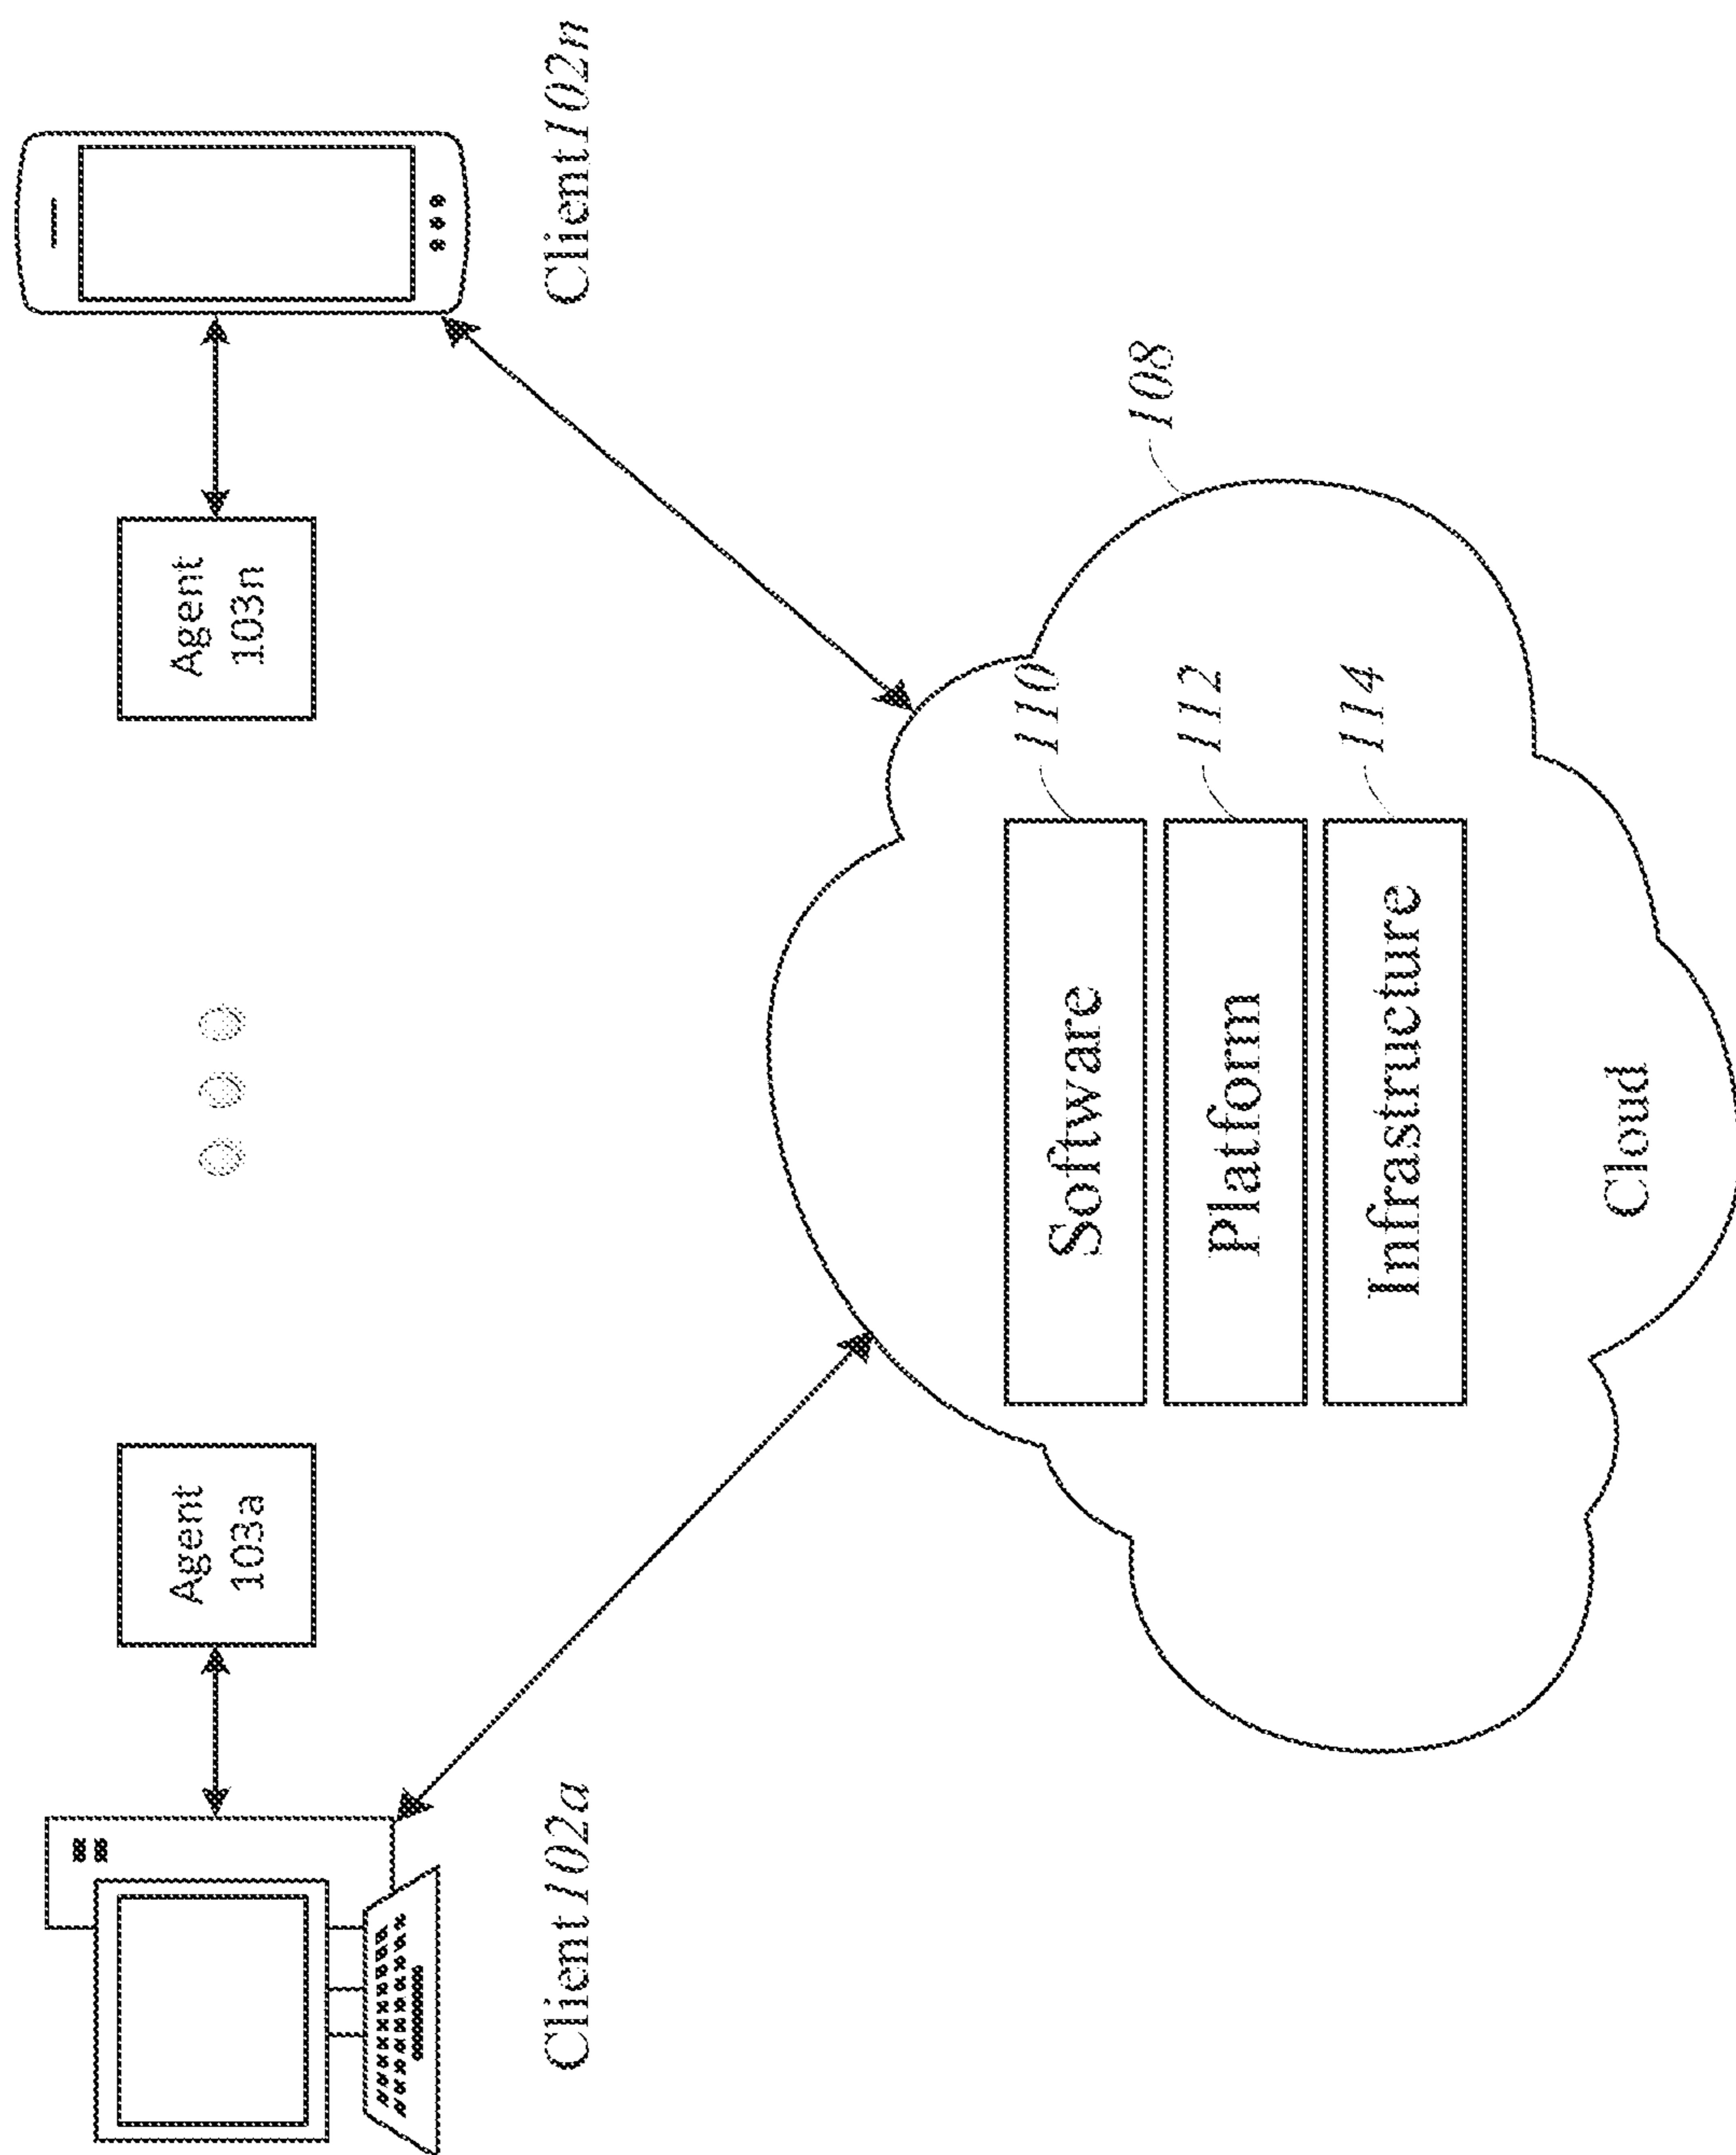 Agent
103a
Agent
103n
Client 102a
Client 102n
108
Software
110
Platform
112
Infrastructure
114
Cloud